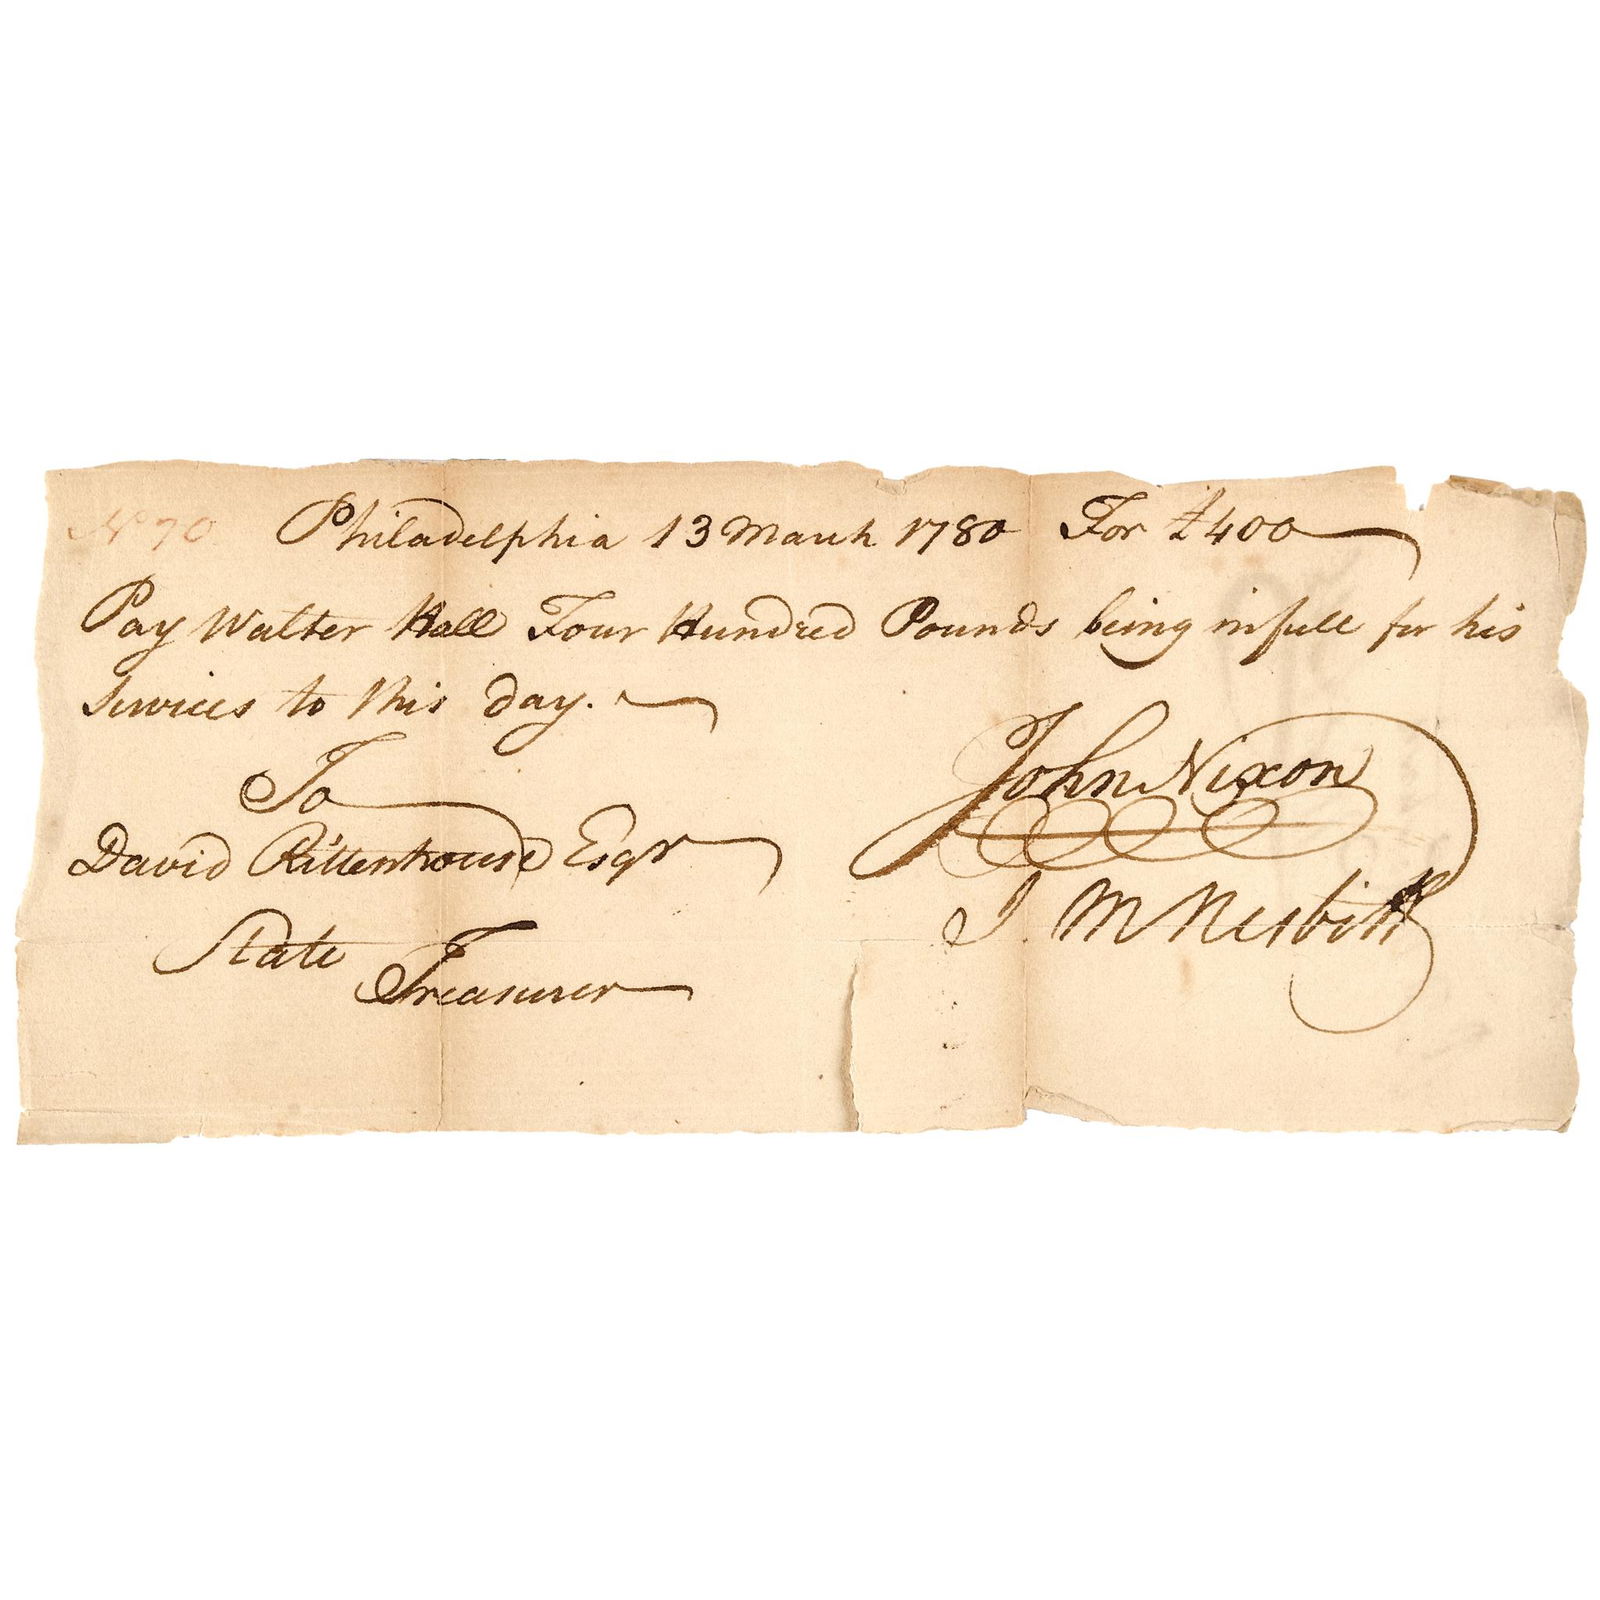 No 70. Philadelphia 13 March 1780 For £400
Pay Walter Hall Four Hundred Pounds being in full for his
services to this day.
John Nixon
To
David Rittenhouse Esqr
J. M Nesbitt
State Treasurer